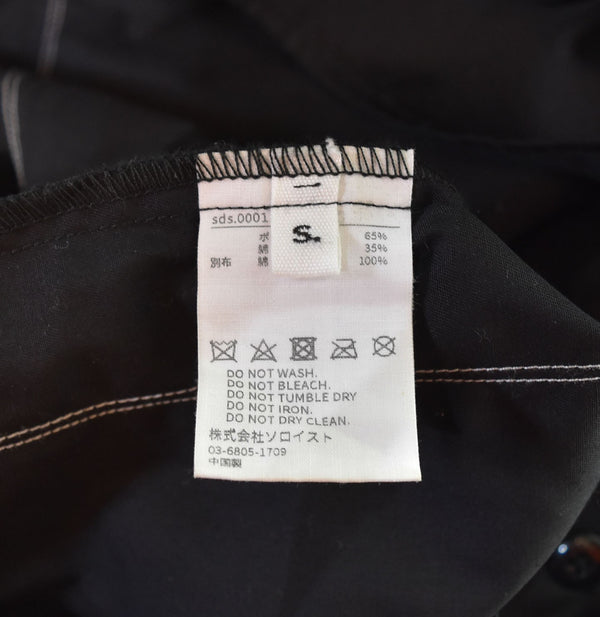 sds.0001
s.
ポ 65%
綿 35%
別布 綿 100%
DO NOT WASH.
DO NOT BLEACH.
DO NOT TUMBLE DRY
DO NOT IRON.
DO NOT DRY CLEAN.
株式会社ソロイスト
03-6805-1709
中国製